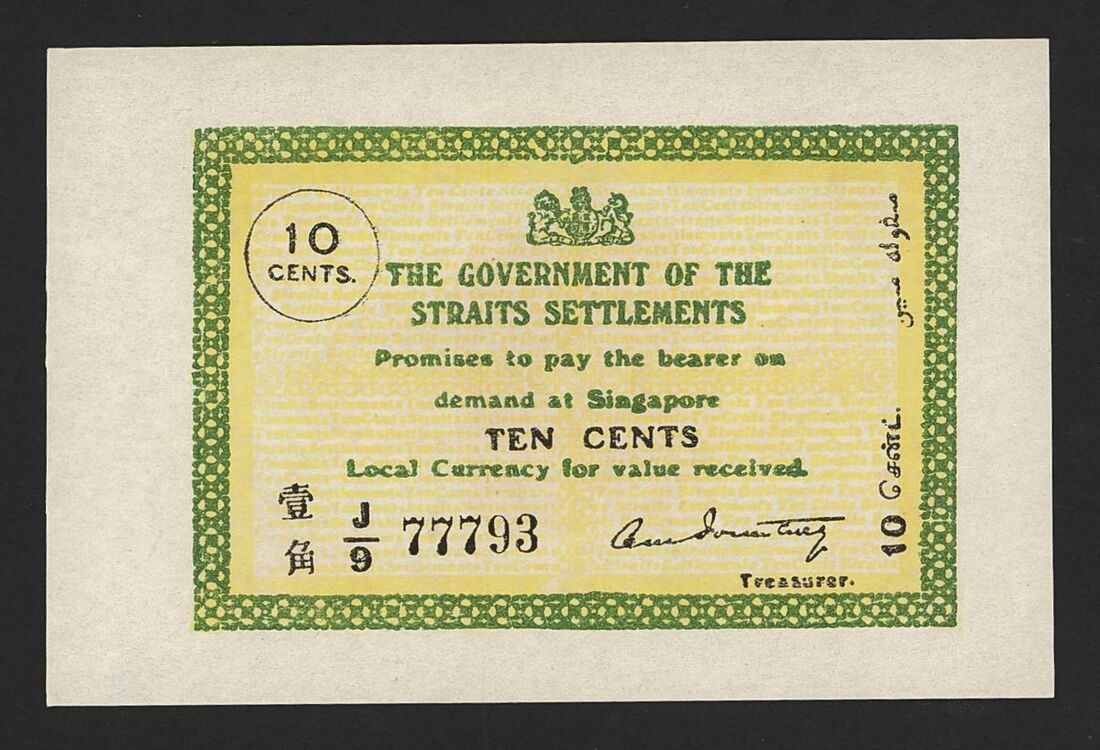 10
CENTS.
THE GOVERNMENT OF THE
STRAITS SETTLEMENTS
Promises to pay the bearer on
demand at Singapore
TEN CENTS
Local Currency for value received.
壹
角
J
9
77793
Treasurer.
10 சென்ட்.